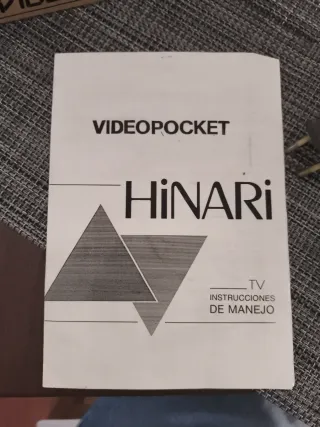 VIDEOPOCKET
HiNARi
TV
INSTRUCCIONES
DE MANEJO